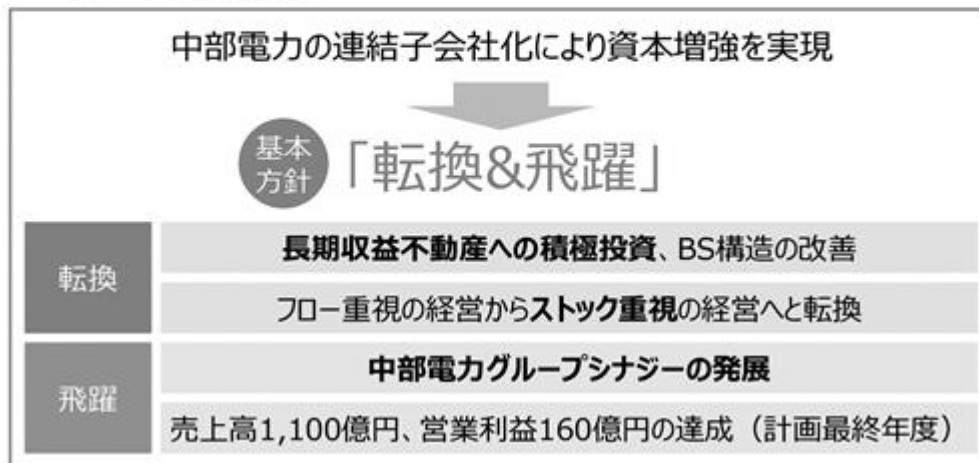 中部電力の連結子会社化により資本増強を実現
基本
方針
「転換&飛躍」
転換
長期収益不動産への積極投資、BS構造の改善
フロー重視の経営からストック重視の経営へと転換
飛躍
中部電力グループシナジーの発展
売上高1,100億円、営業利益160億円の達成（計画最終年度）